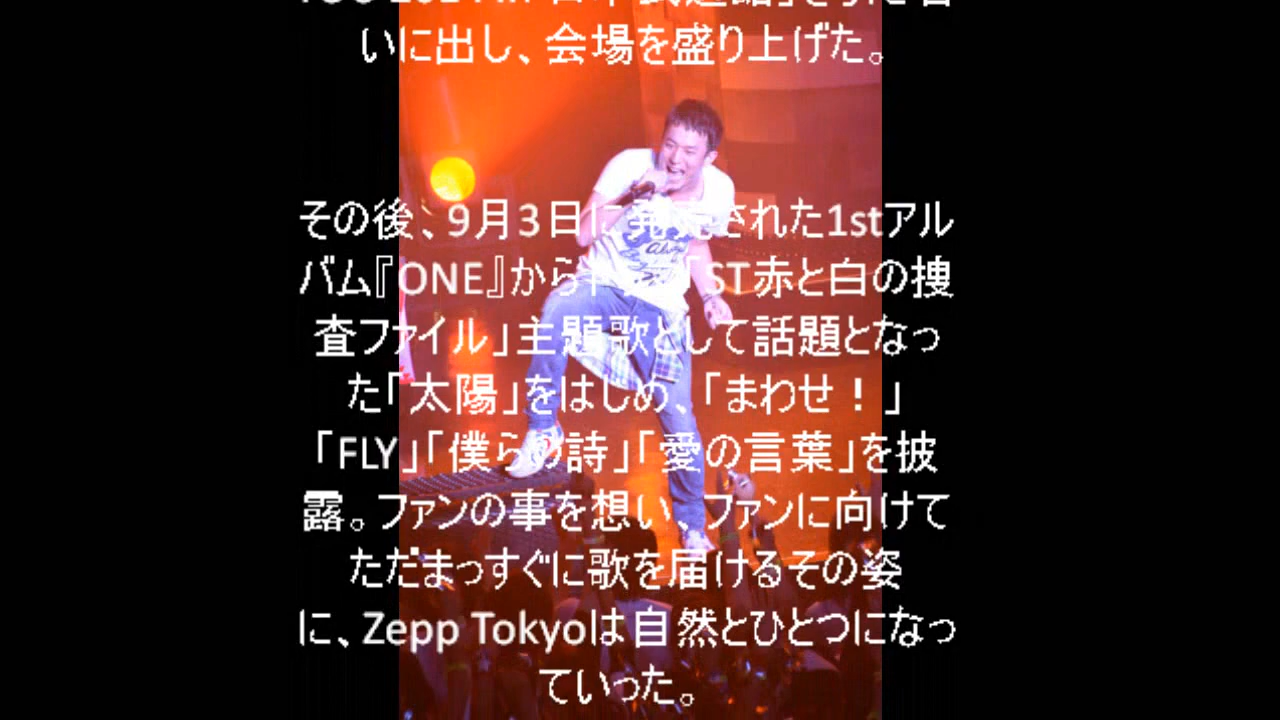 いに出し、会場を盛り上げた。
その後、9月3日に発売された1stアル
バム『ONE』からドラマ「ST赤と白の捜
査ファイル」主題歌として話題となっ
た「太陽」をはじめ、「まわせ！」
「FLY」「僕らの詩」「愛の言葉」を披
露。ファンの事を想い、ファンに向けて
ただまっすぐに歌を届けるその姿
に、Zepp Tokyoは自然とひとつになっ
ていった。